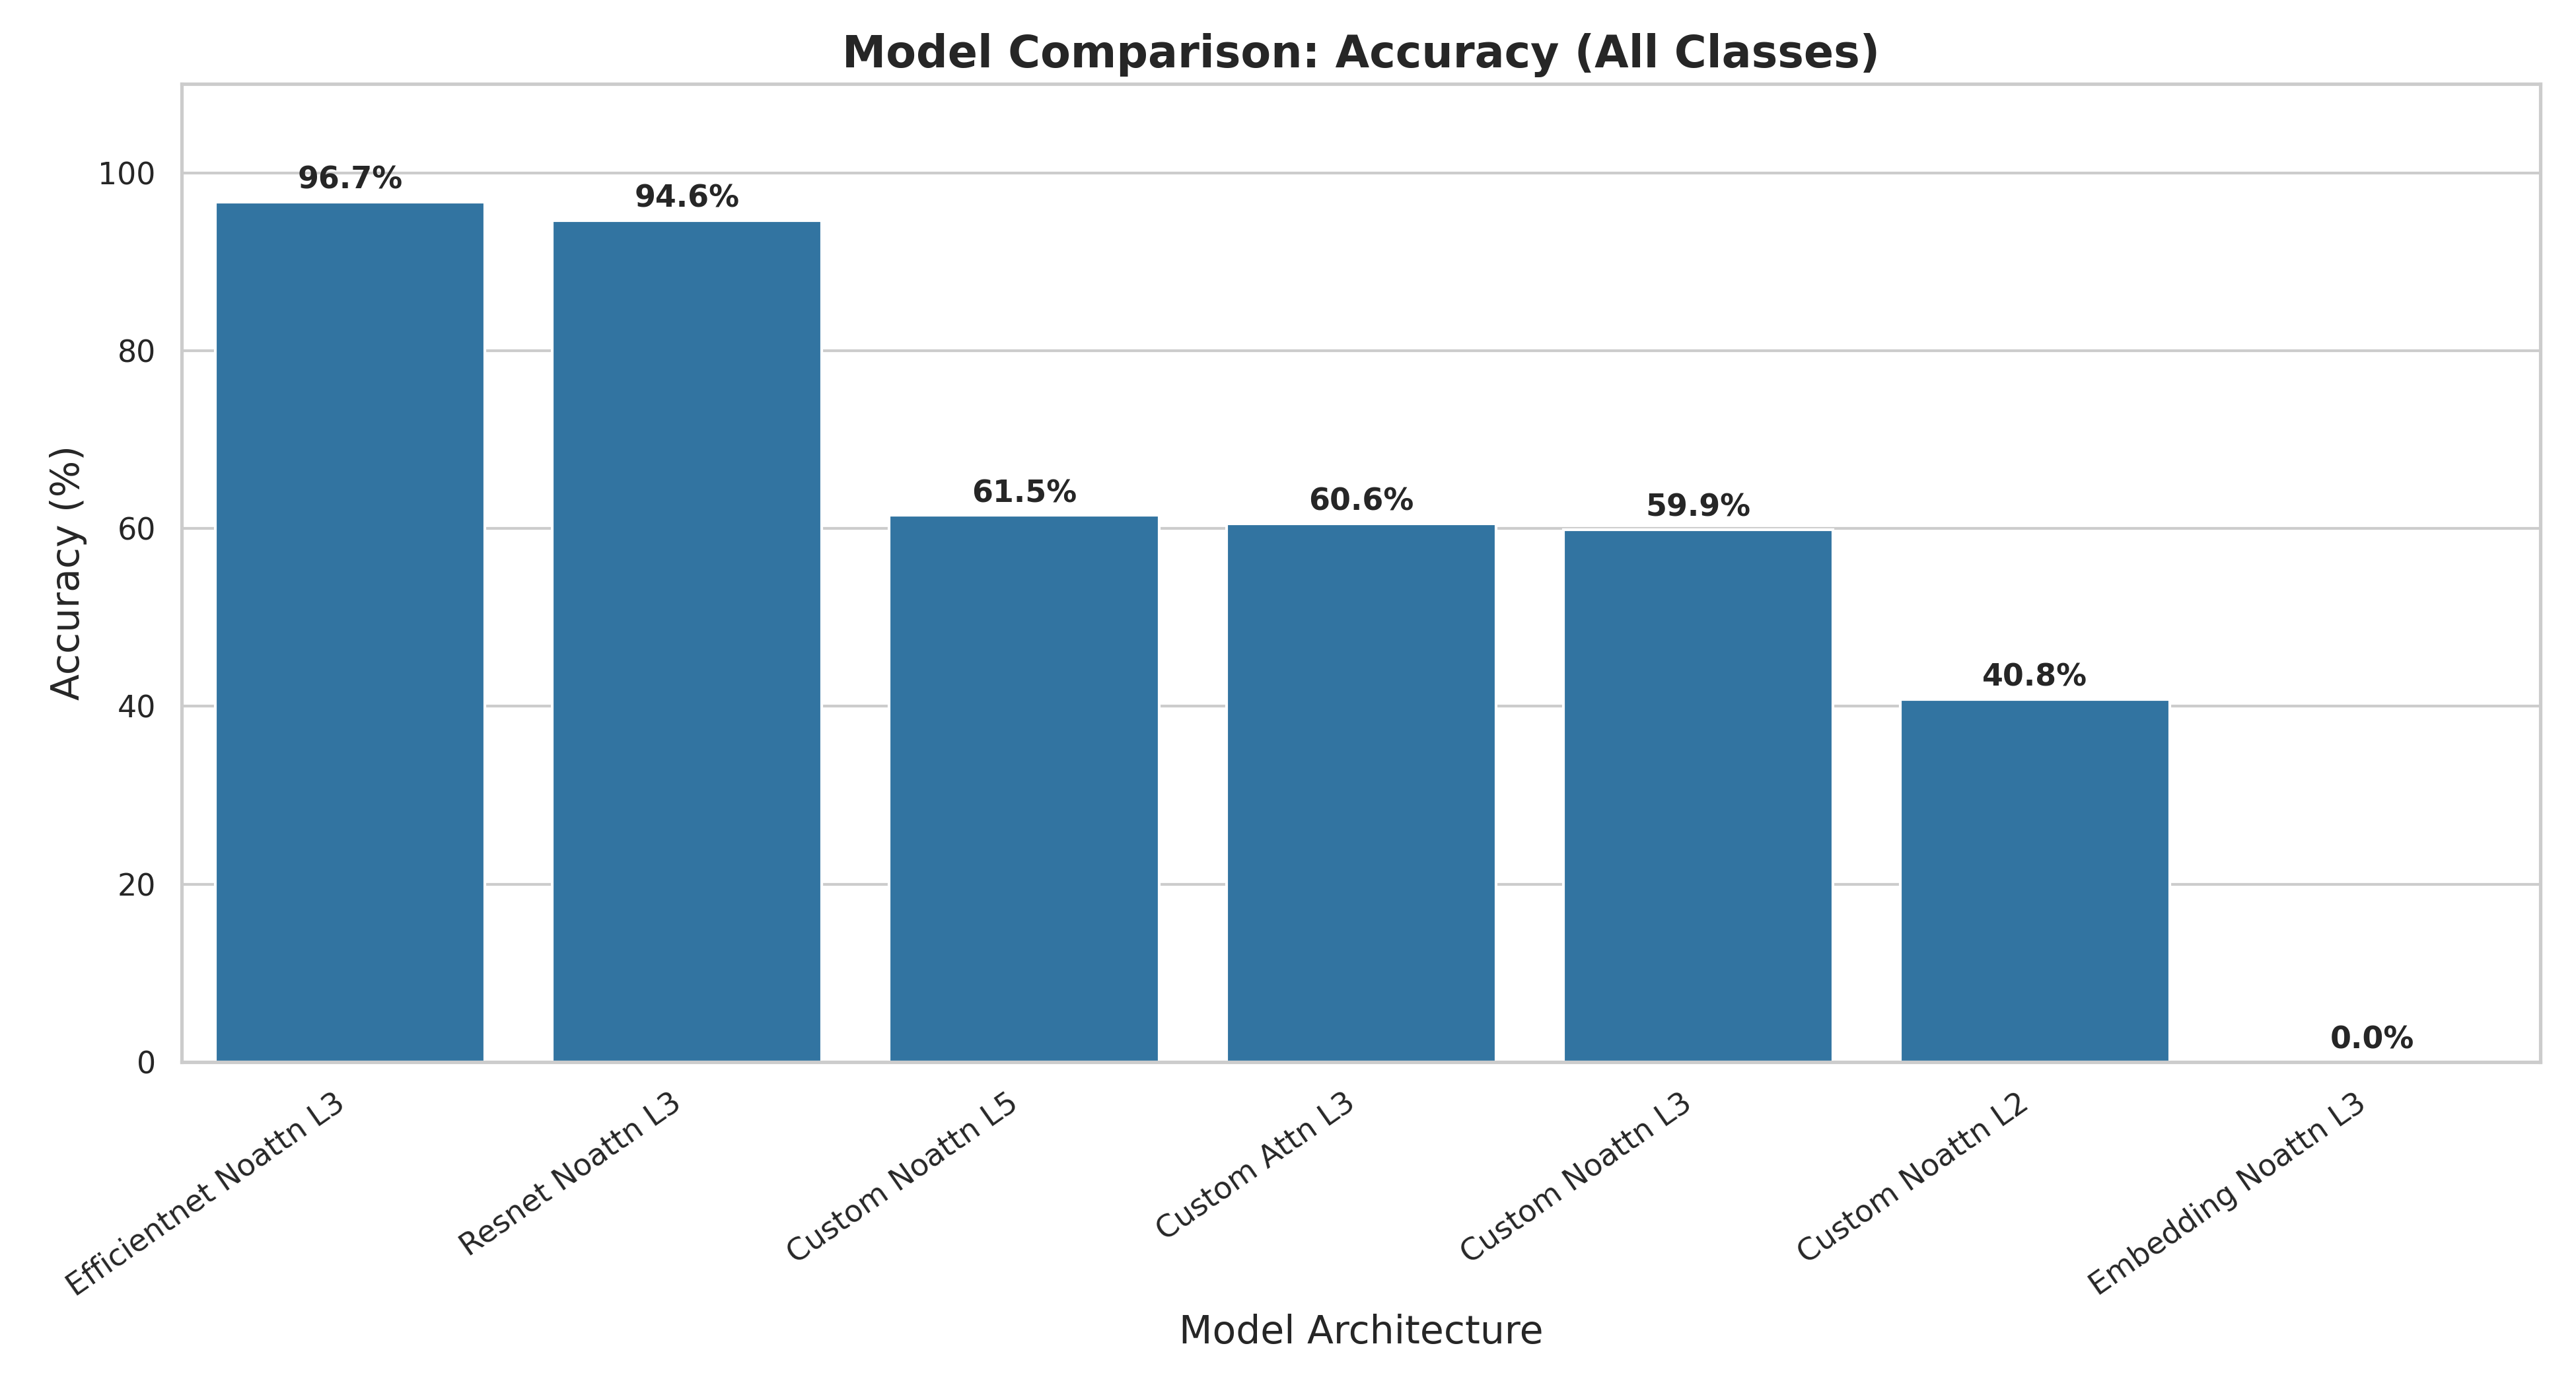 Model Comparison: Accuracy (All Classes)
Accuracy (%)
100
80
60
40
20
0
96.7%
94.6%
61.5%
60.6%
59.9%
40.8%
0.0%
Efficientnet Noattn L3
Resnet Noattn L3
Custom Noattn L5
Custom Attn L3
Custom Noattn L3
Custom Noattn L2
Embedding Noattn L3
Model Architecture